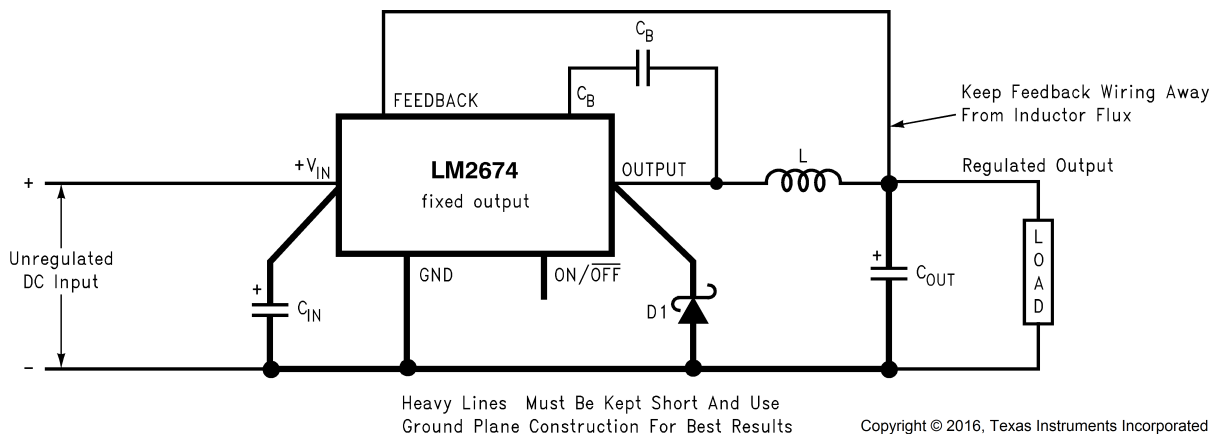 C_B
FEEDBACK
C_B
Keep Feedback Wiring Away
From Inductor Flux
+V_IN
LM2674
fixed output
OUTPUT
L
Regulated Output
+
Unregulated
DC Input
GND
ON/O̅F̅F̅
+
C_IN
D1
+
C_OUT
LOAD
−
Heavy Lines Must Be Kept Short And Use
Ground Plane Construction For Best Results
Copyright © 2016, Texas Instruments Incorporated